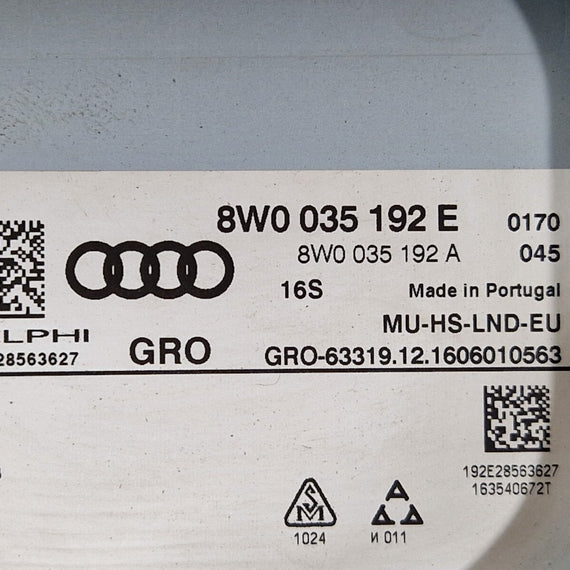 8W0 035 192 E 0170
8W0 035 192 A 045
16S Made in Portugal
MU-HS-LND-EU
LPHI
28563627 GRO GRO-63319.12.1606010563
192E28563627
163540672T
SM
1024 И 011